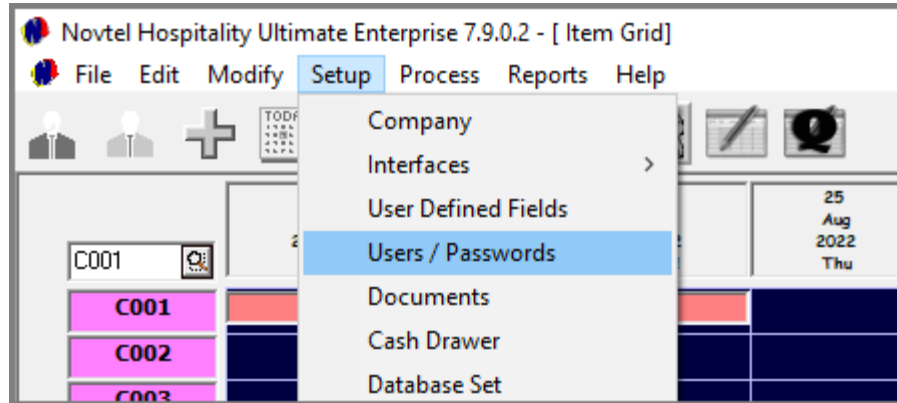 Novtel Hospitality Ultimate Enterprise 7.9.0.2 - [ Item Grid]
File Edit Modify Setup Process Reports Help
Company
Interfaces >
User Defined Fields
Users / Passwords
Documents
Cash Drawer
Database Set
Q
25
Aug
2022
Thu
C001
C001
C002
C003